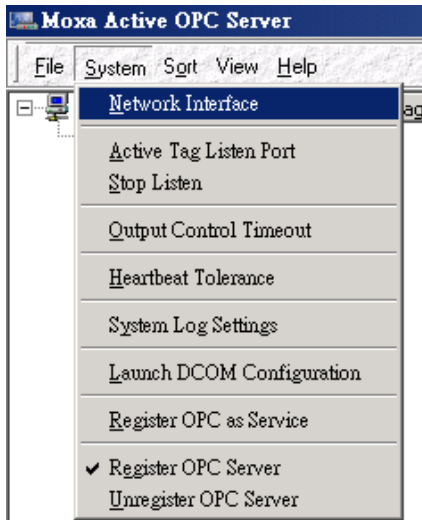 Moxa Active OPC Server
File System Sort View Help
Network Interface
Active Tag Listen Port
Stop Listen
Output Control Timeout
Heartbeat Tolerance
System Log Settings
Launch DCOM Configuration
Register OPC as Service
Register OPC Server
Unregister OPC Server